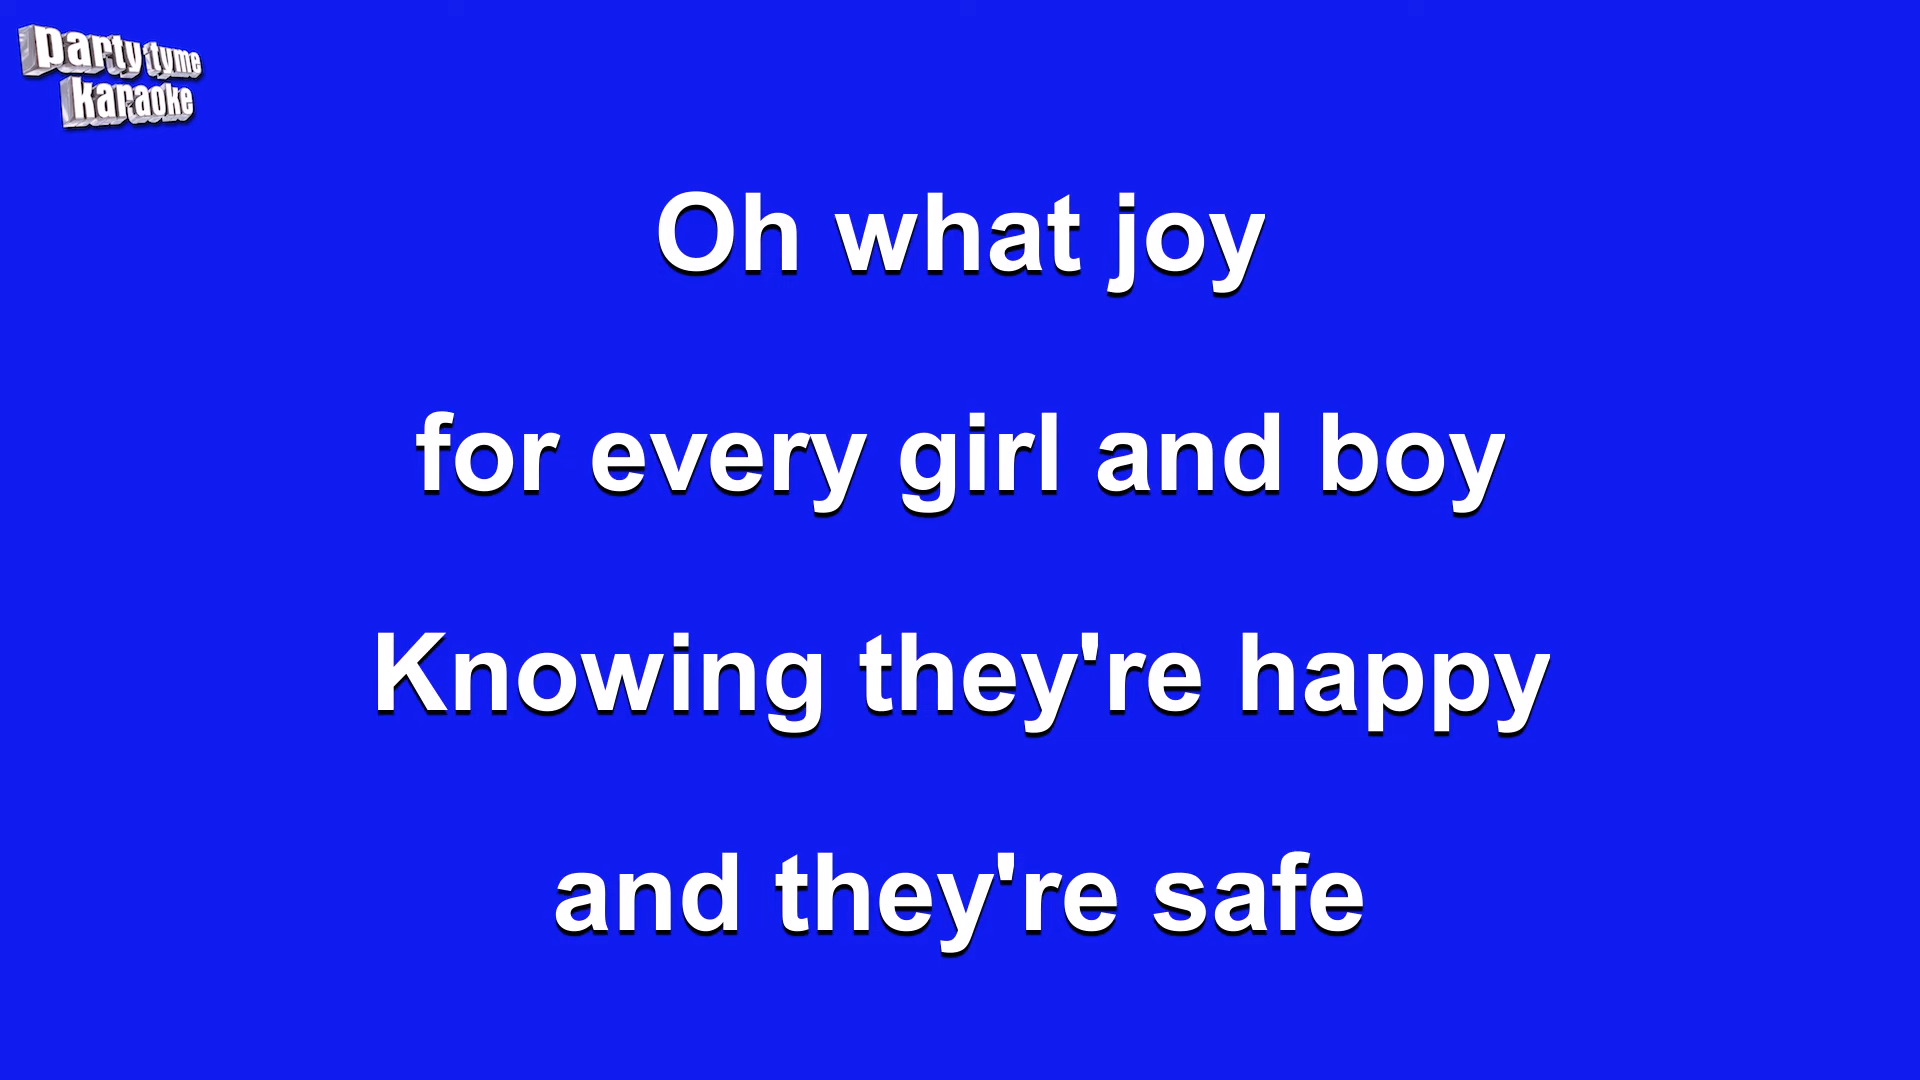 party tyme
karaoke
Oh what joy
for every girl and boy
Knowing they're happy
and they're safe